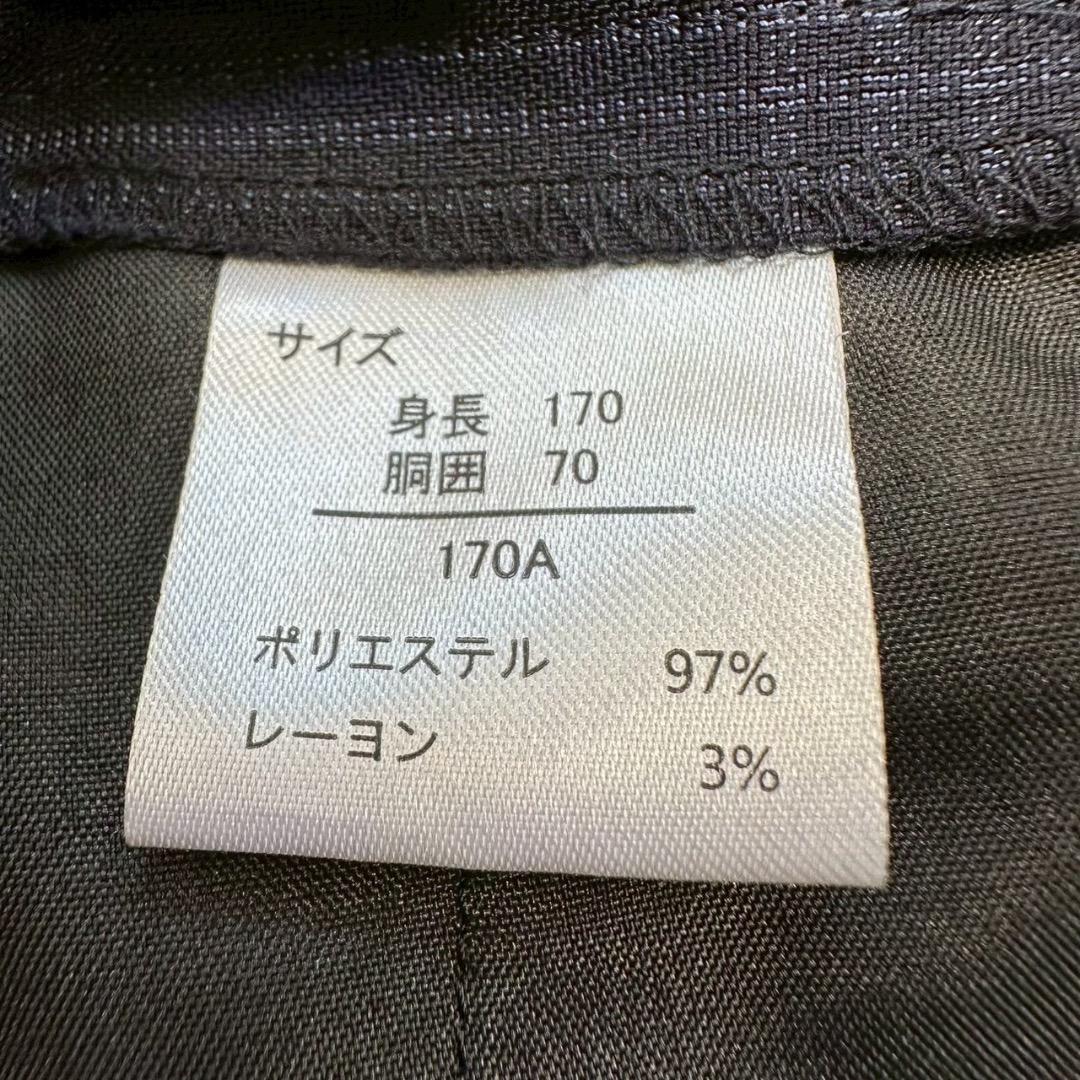 サイズ
身長 170
胴囲 70
170A
ポリエステル 97%
レーヨン 3%